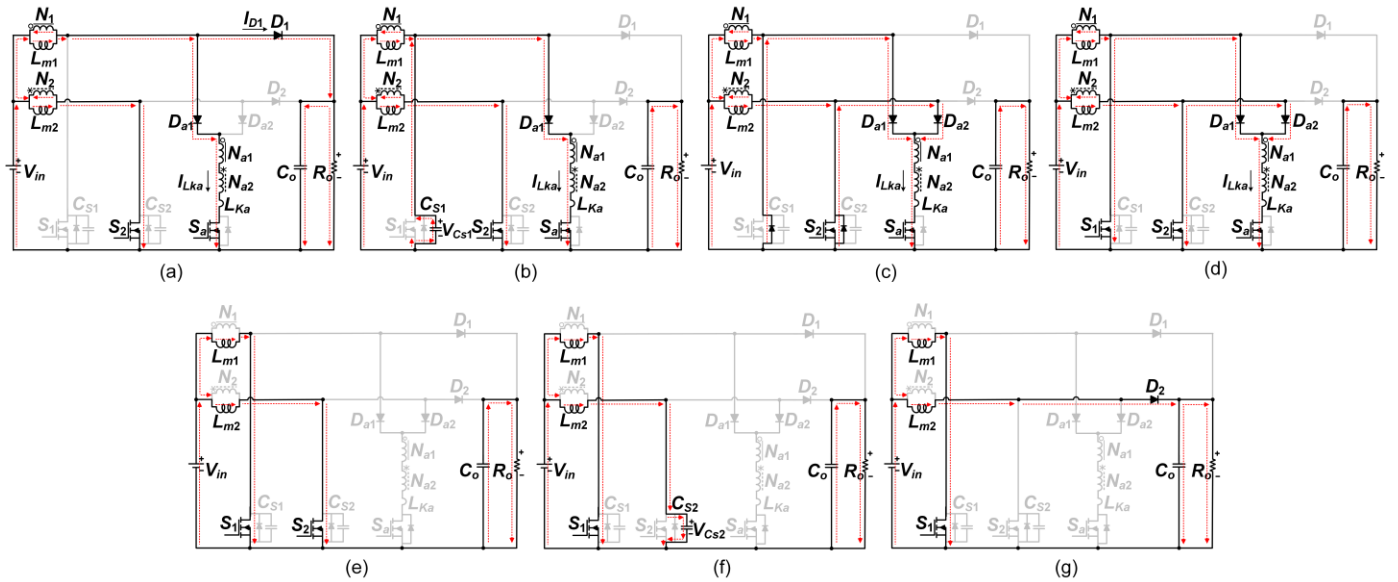 N1
Lm1
N2
Lm2
Vin
+
−
ID1
D1
D2
Da1
Da2
Na1
Na2
ILka
LKa
S1
CS1
S2
CS2
Sa
Co
Ro
+
−
(a)
N1
Lm1
N2
Lm2
Vin
+
−
D1
D2
Da1
Da2
Na1
Na2
ILka
LKa
S1
CS1
+
−
VCs1
S2
CS2
Sa
Co
Ro
+
−
(b)
N1
Lm1
N2
Lm2
Vin
+
−
D1
D2
Da1
Da2
Na1
Na2
ILka
LKa
S1
CS1
S2
CS2
Sa
Co
Ro
+
−
(c)
N1
Lm1
N2
Lm2
Vin
+
−
D1
D2
Da1
Da2
Na1
Na2
ILka
LKa
S1
CS1
S2
CS2
Sa
Co
Ro
+
−
(d)
N1
Lm1
N2
Lm2
Vin
+
−
D1
D2
Da1
Da2
Na1
Na2
LKa
S1
CS1
S2
CS2
Sa
Co
Ro
+
−
(e)
N1
Lm1
N2
Lm2
Vin
+
−
D1
D2
Da1
Da2
Na1
Na2
LKa
S1
CS1
S2
CS2
+
−
VCs2
Sa
Co
Ro
+
−
(f)
N1
Lm1
N2
Lm2
Vin
+
−
D1
D2
Da1
Da2
Na1
Na2
LKa
S1
CS1
S2
CS2
Sa
Co
Ro
+
−
(g)